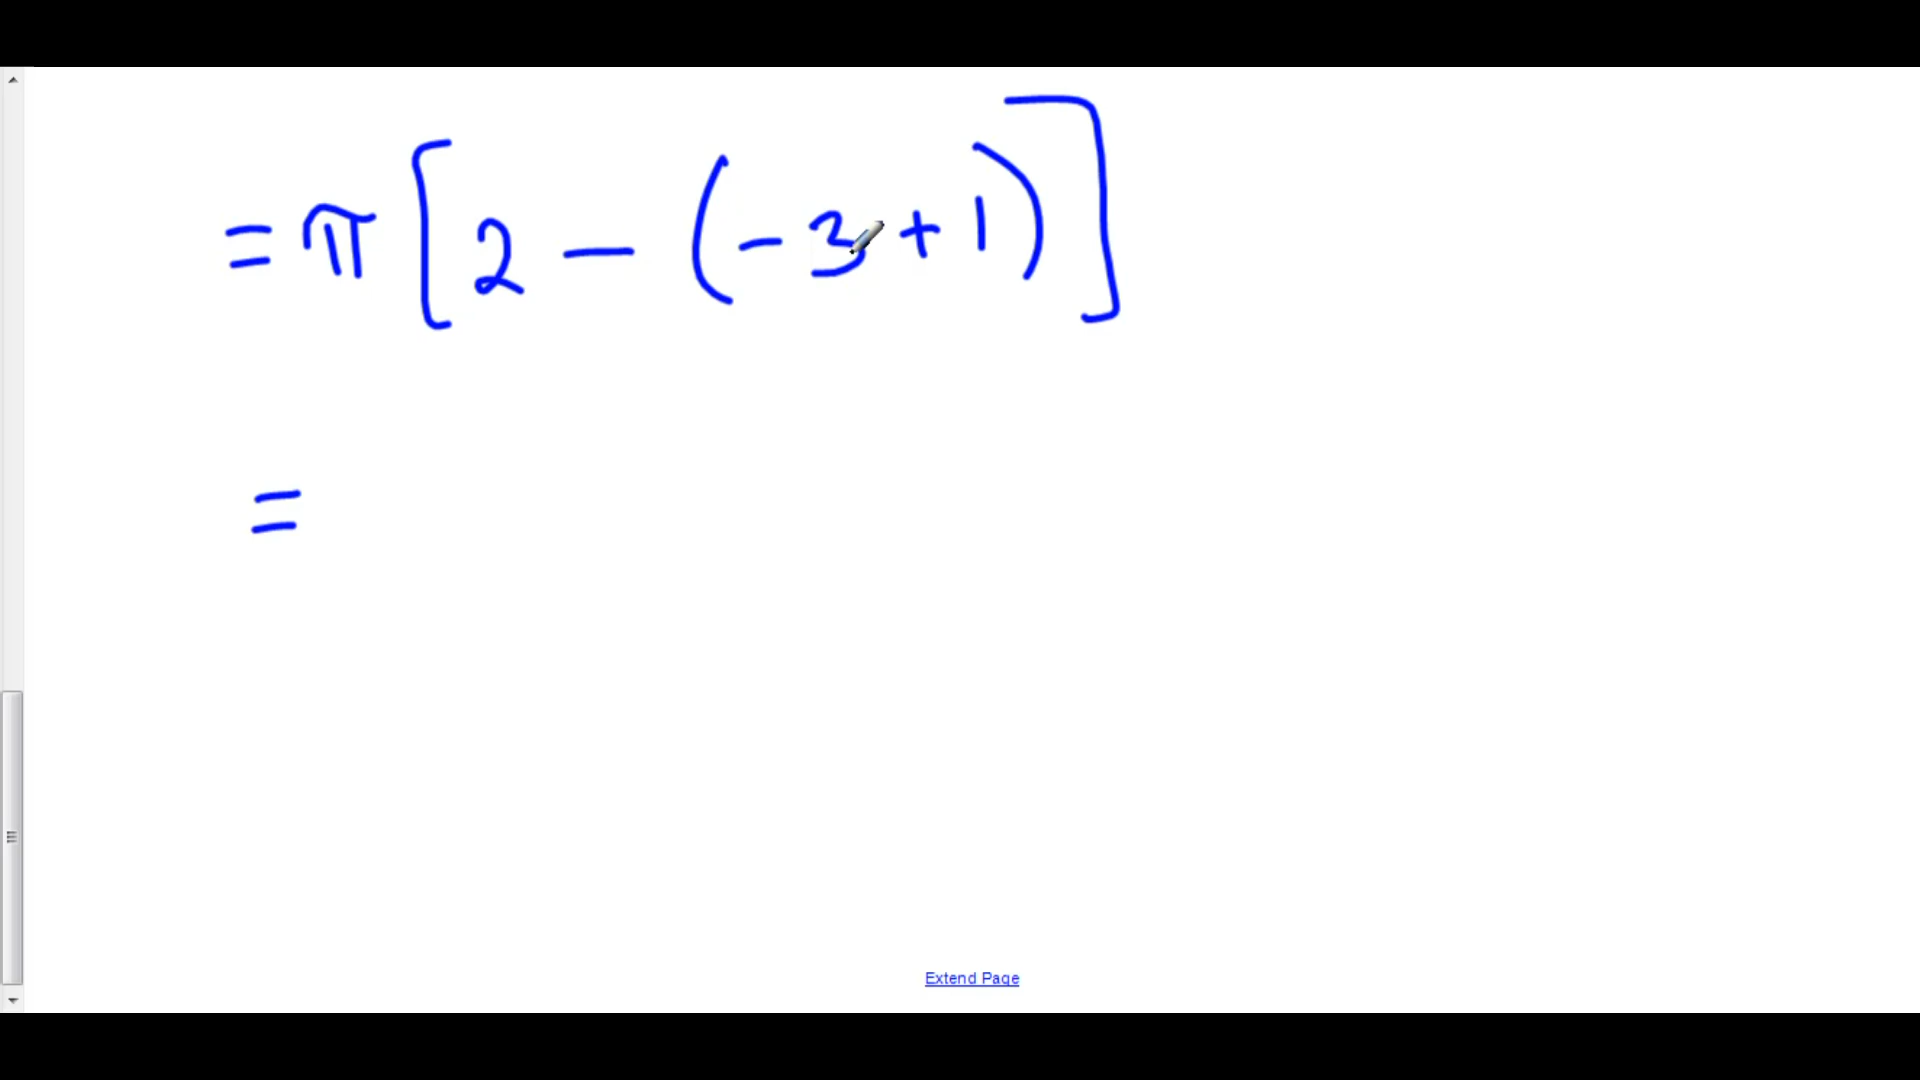 = π [ 2 - ( - 3 + 1 ) ]
=
Extend Page